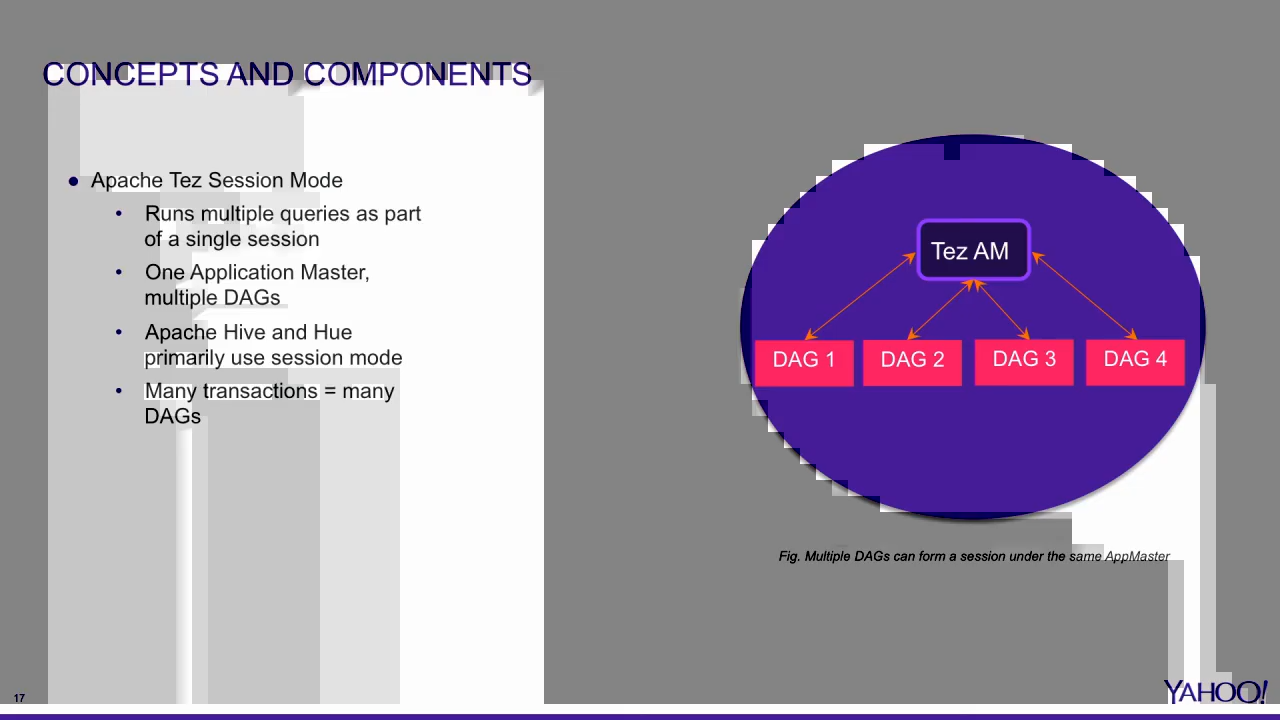 CONCEPTS AND COMPONENTS
● Apache Tez Session Mode
• Runs multiple queries as part
of a single session
• One Application Master,
multiple DAGs
• Apache Hive and Hue
primarily use session mode
• Many transactions = many
DAGs
Tez AM
DAG 1
DAG 2
DAG 3
DAG 4
Fig. Multiple DAGs can form a session under the same AppMaster
17
YAHOO!